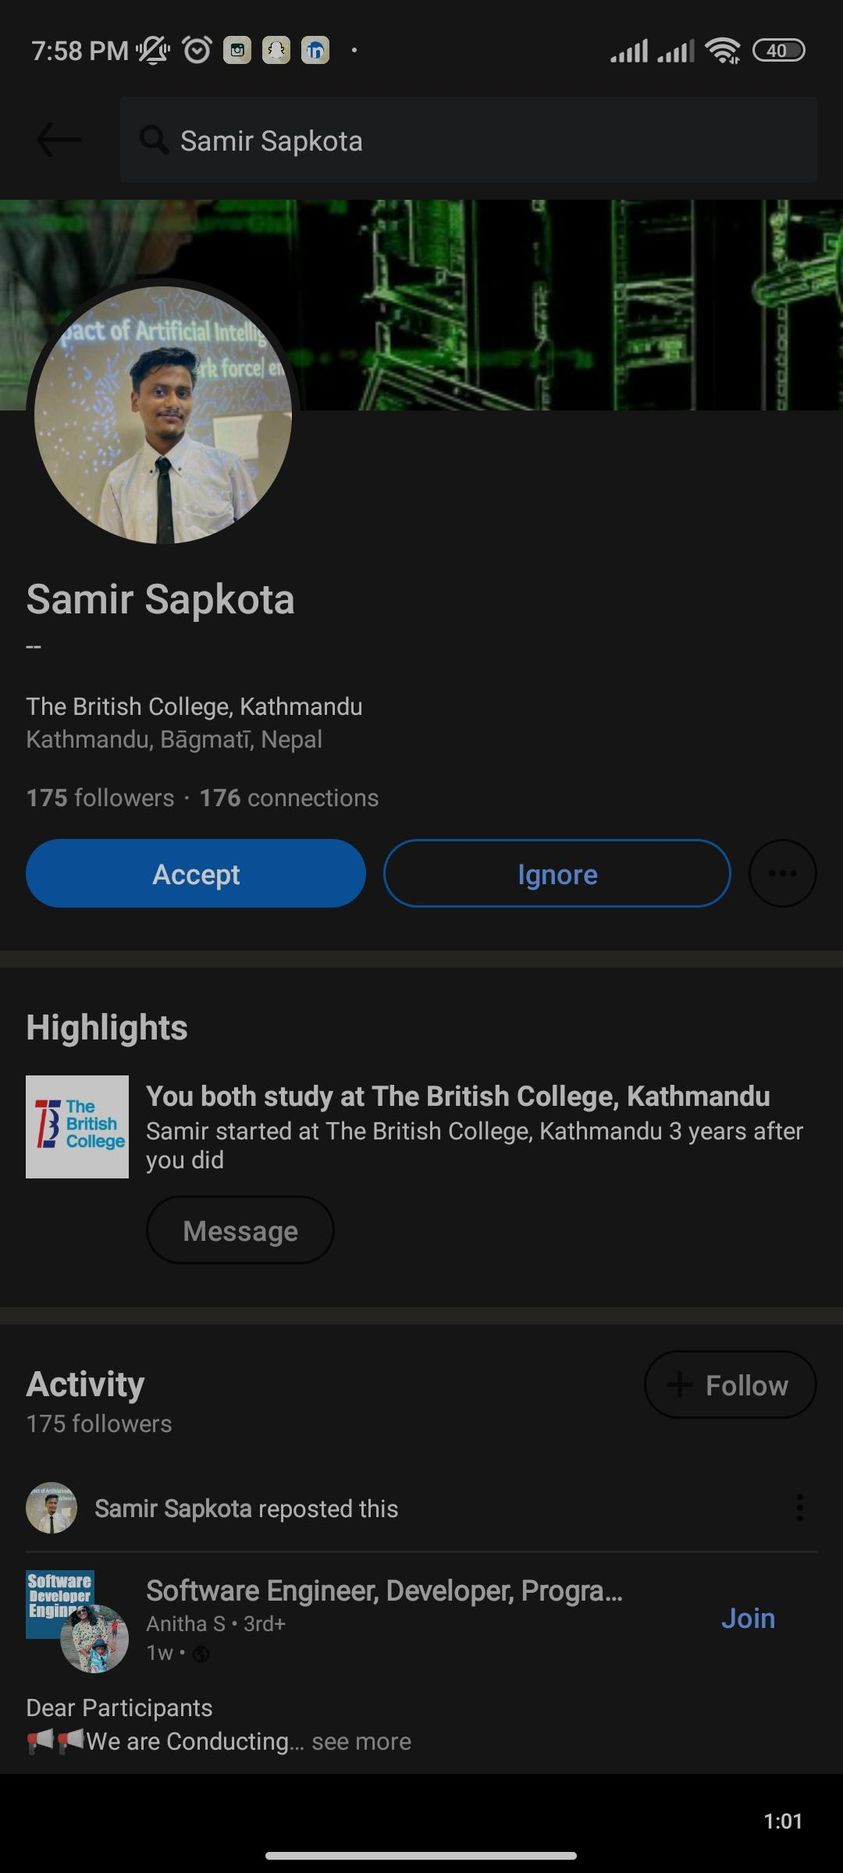 7:58 PM
40
Samir Sapkota
pact of Artificial Intellig
rk force/ em
Samir Sapkota
--
The British College, Kathmandu
Kathmandu, Bāgmatī, Nepal
175 followers · 176 connections
Accept
Ignore
Highlights
The
British
College
You both study at The British College, Kathmandu
Samir started at The British College, Kathmandu 3 years after
you did
Message
Activity
+ Follow
175 followers
Samir Sapkota reposted this
Software
Developer
Software Engineer, Developer, Progra...
Anitha S • 3rd+
Join
1w •
Dear Participants
We are Conducting... see more
1:01